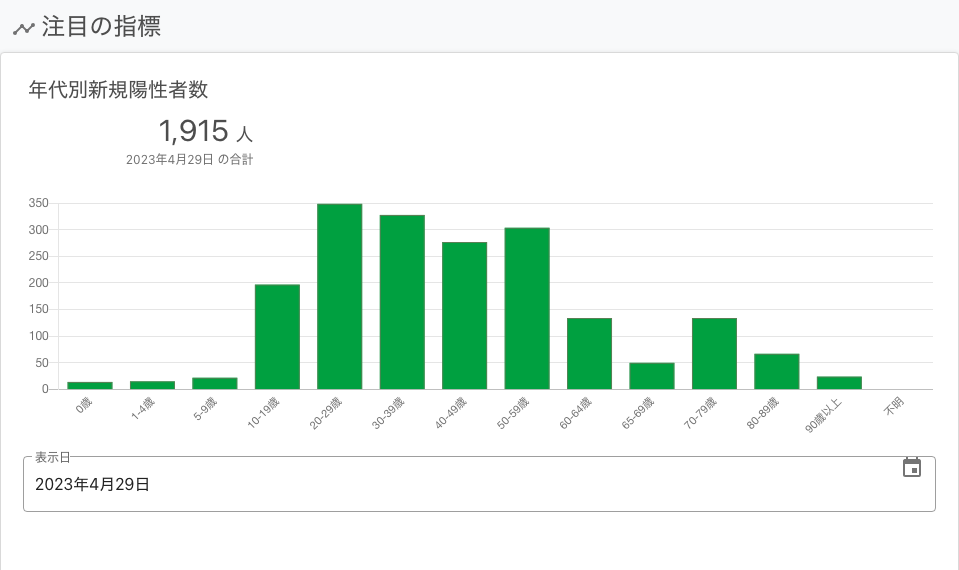 注目の指標
年代別新規陽性者数
1,915 人
2023年4月29日 の合計
350
300
250
200
150
100
50
0
0歳
1-4歳
5-9歳
10-19歳
20-29歳
30-39歳
40-49歳
50-59歳
60-64歳
65-69歳
70-79歳
80-89歳
90歳以上
不明
表示日
2023年4月29日